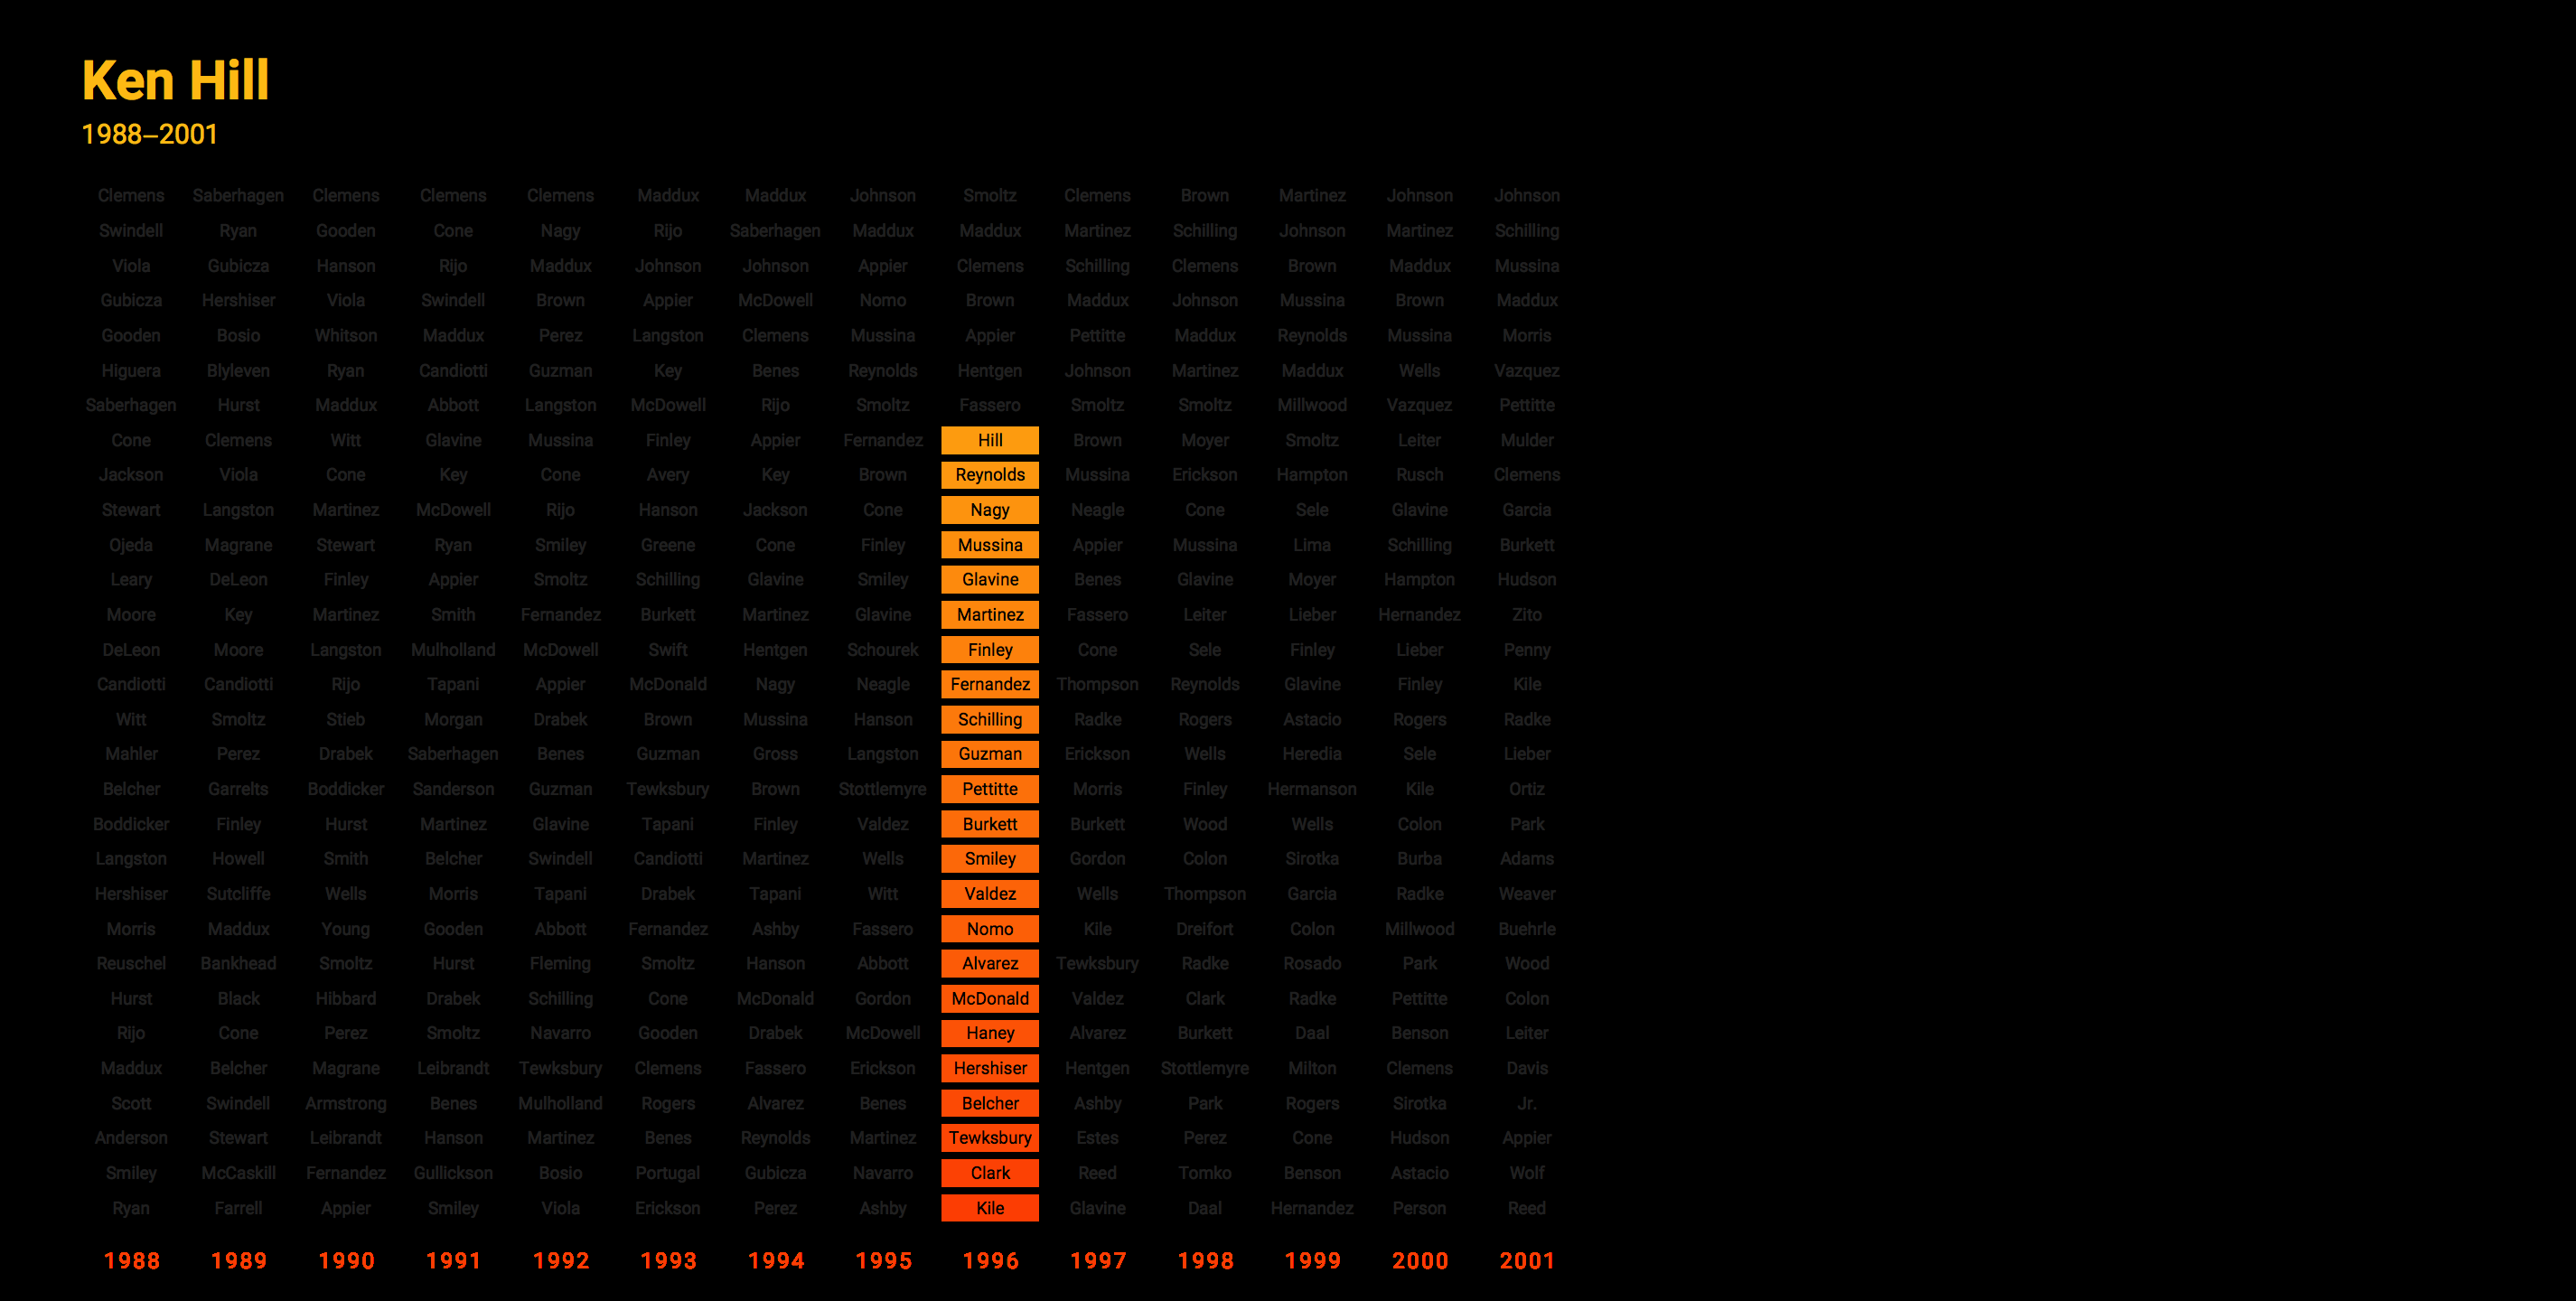 Ken Hill
1988–2001
Clemens Saberhagen Clemens Clemens Clemens Maddux Maddux Johnson Smoltz Clemens Brown Martinez Johnson Johnson
Swindell Ryan Gooden Cone Nagy Rijo Saberhagen Maddux Maddux Martinez Schilling Johnson Martinez Schilling
Viola Gubicza Hanson Rijo Maddux Johnson Johnson Appier Clemens Schilling Clemens Brown Maddux Mussina
Gubicza Hershiser Viola Swindell Brown Appier McDowell Nomo Brown Maddux Johnson Mussina Brown Maddux
Gooden Bosio Whitson Maddux Perez Langston Clemens Mussina Appier Pettitte Maddux Reynolds Mussina Morris
Higuera Blyleven Ryan Candiotti Guzman Key Benes Reynolds Hentgen Johnson Martinez Maddux Wells Vazquez
Saberhagen Hurst Maddux Abbott Langston McDowell Rijo Smoltz Fassero Smoltz Smoltz Millwood Vazquez Pettitte
Cone Clemens Witt Glavine Mussina Finley Appier Fernandez Hill Brown Moyer Smoltz Leiter Mulder
Jackson Viola Cone Key Cone Avery Key Brown Reynolds Mussina Erickson Hampton Rusch Clemens
Stewart Langston Martinez McDowell Rijo Hanson Jackson Cone Nagy Neagle Cone Sele Glavine Garcia
Ojeda Magrane Stewart Ryan Smiley Greene Cone Finley Mussina Appier Mussina Lima Schilling Burkett
Leary DeLeon Finley Appier Smoltz Schilling Glavine Smiley Glavine Benes Glavine Moyer Hampton Hudson
Moore Key Martinez Smith Fernandez Burkett Martinez Glavine Martinez Fassero Leiter Lieber Hernandez Zito
DeLeon Moore Langston Mulholland McDowell Swift Hentgen Schourek Finley Cone Sele Finley Lieber Penny
Candiotti Candiotti Rijo Tapani Appier McDonald Nagy Neagle Fernandez Thompson Reynolds Glavine Finley Kile
Witt Smoltz Stieb Morgan Drabek Brown Mussina Hanson Schilling Radke Rogers Astacio Rogers Radke
Mahler Perez Drabek Saberhagen Benes Guzman Gross Langston Guzman Erickson Wells Heredia Sele Lieber
Belcher Garrelts Boddicker Sanderson Guzman Tewksbury Brown Stottlemyre Pettitte Morris Finley Hermanson Kile Ortiz
Boddicker Finley Hurst Martinez Glavine Tapani Finley Valdez Burkett Burkett Wood Wells Colon Park
Langston Howell Smith Belcher Swindell Candiotti Martinez Wells Smiley Gordon Colon Sirotka Burba Adams
Hershiser Sutcliffe Wells Morris Tapani Drabek Tapani Witt Valdez Wells Thompson Garcia Radke Weaver
Morris Maddux Young Gooden Abbott Fernandez Ashby Fassero Nomo Kile Dreifort Colon Millwood Buehrle
Reuschel Bankhead Smoltz Hurst Fleming Smoltz Hanson Abbott Alvarez Tewksbury Radke Rosado Park Wood
Hurst Black Hibbard Drabek Schilling Cone McDonald Gordon McDonald Valdez Clark Radke Pettitte Colon
Rijo Cone Perez Smoltz Navarro Gooden Drabek McDowell Haney Alvarez Burkett Daal Benson Leiter
Maddux Belcher Magrane Leibrandt Tewksbury Clemens Fassero Erickson Hershiser Hentgen Stottlemyre Milton Clemens Davis
Scott Swindell Armstrong Benes Mulholland Rogers Alvarez Benes Belcher Ashby Park Rogers Sirotka Jr.
Anderson Stewart Leibrandt Hanson Martinez Benes Reynolds Martinez Tewksbury Estes Perez Cone Hudson Appier
Smiley McCaskill Fernandez Gullickson Bosio Portugal Gubicza Navarro Clark Reed Tomko Benson Astacio Wolf
Ryan Farrell Appier Smiley Viola Erickson Perez Ashby Kile Glavine Daal Hernandez Person Reed
1988 1989 1990 1991 1992 1993 1994 1995 1996 1997 1998 1999 2000 2001